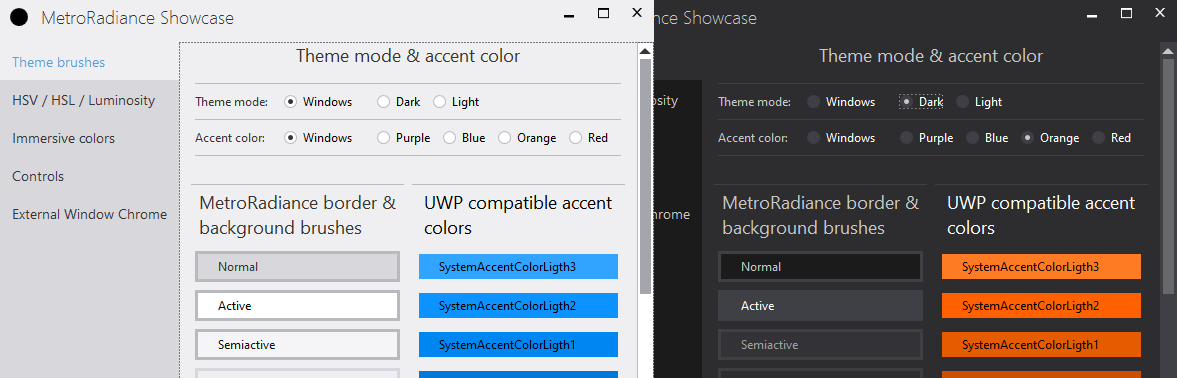 MetroRadiance Showcase
Theme brushes
HSV / HSL / Luminosity
Immersive colors
Controls
External Window Chrome
Theme mode & accent color
Theme mode: Windows Dark Light
Accent color: Windows Purple Blue Orange Red
MetroRadiance border &
background brushes
Normal
Active
Semiactive
UWP compatible accent
colors
SystemAccentColorLigth3
SystemAccentColorLigth2
SystemAccentColorLigth1
diance Showcase
osity
hrome
Theme mode & accent color
Theme mode: Windows Dark Light
Accent color: Windows Purple Blue Orange Red
MetroRadiance border &
background brushes
Normal
Active
Semiactive
UWP compatible accent
colors
SystemAccentColorLigth3
SystemAccentColorLigth2
SystemAccentColorLigth1